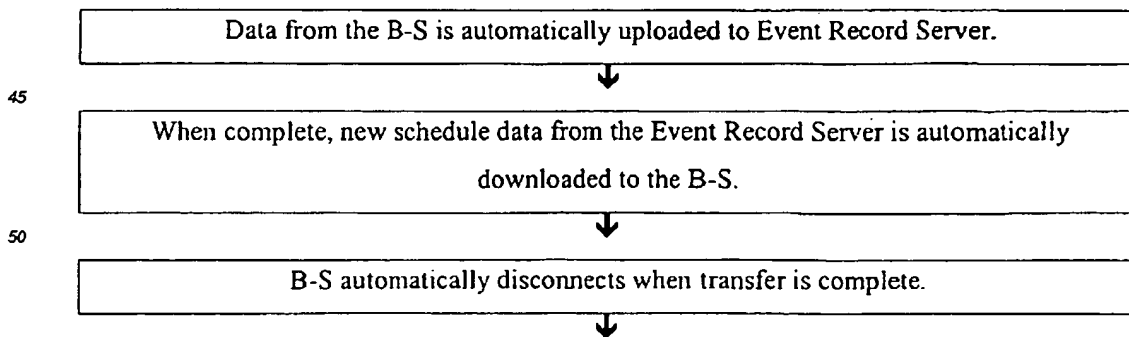 Data from the B-S is automatically uploaded to Event Record Server.
45
When complete, new schedule data from the Event Record Server is automatically
downloaded to the B-S.
50
B-S automatically disconnects when transfer is complete.